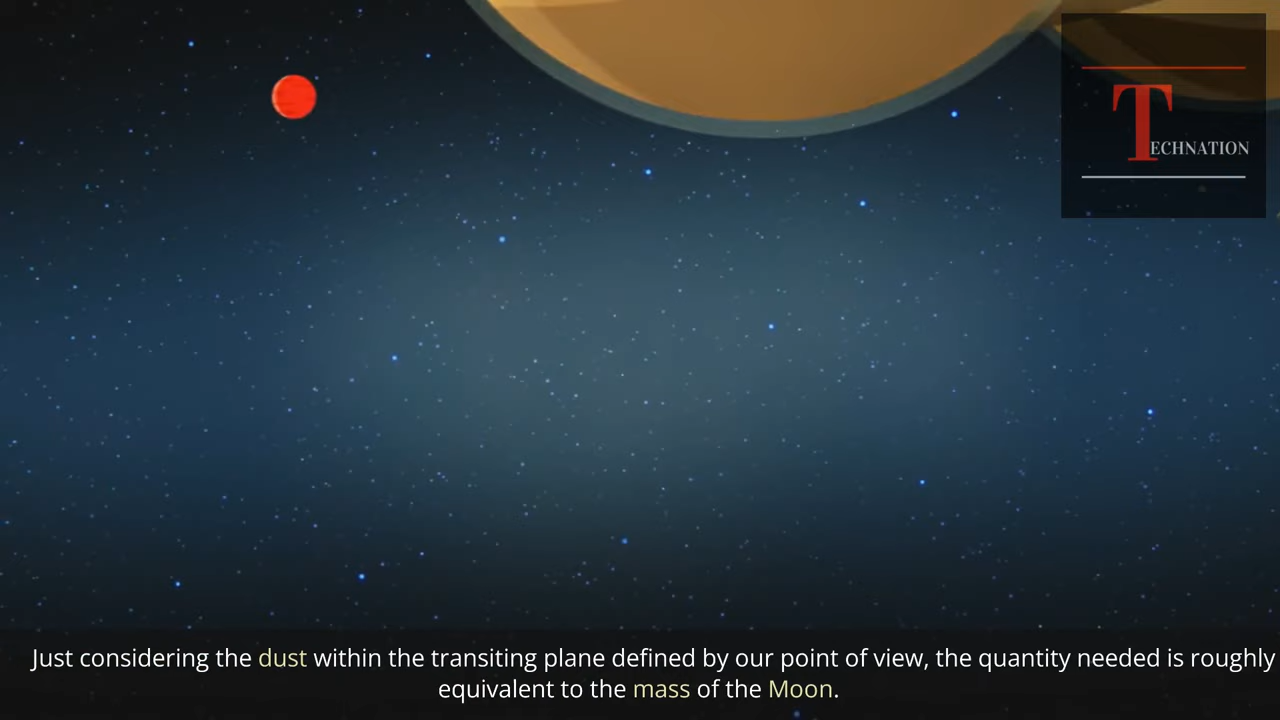 TECHNATION
Just considering the dust within the transiting plane defined by our point of view, the quantity needed is roughly
equivalent to the mass of the Moon.